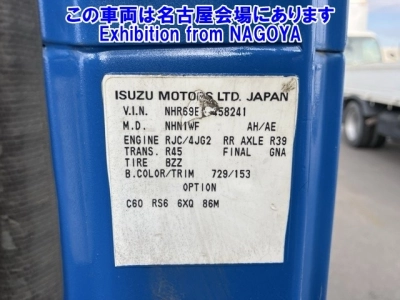 この車両は名古屋会場にあります
Exhibition from NAGOYA
ISUZU MOTORS LTD. JAPAN
V.I.N.
M.D. NHN1WF AH/AE
ENGINE RJC/4JG2 RR AXLE R39
TRANS. R45 FINAL GNA
TIRE BZZ
B.COLOR/TRIM 729/153
OPTION
C60 RS6 6XQ 86M